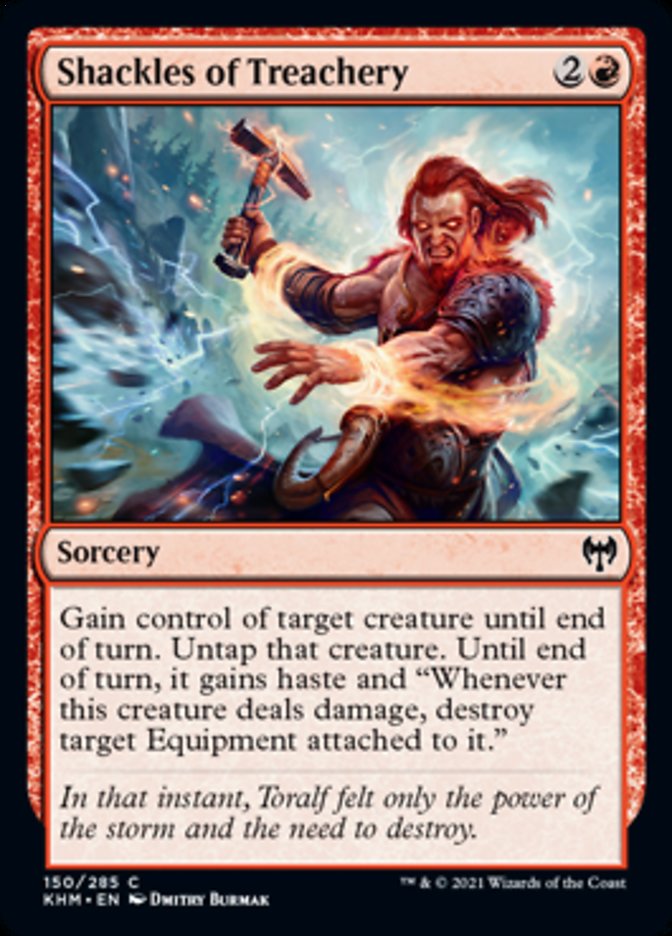 Shackles of Treachery 2
Sorcery
Gain control of target creature until end
of turn. Untap that creature. Until end
of turn, it gains haste and “Whenever
this creature deals damage, destroy
target Equipment attached to it.”
In that instant, Toralf felt only the power of
the storm and the need to destroy.
150/285 C
™ & © 2021 Wizards of the Coast
KHM • EN Dmitry Burmak